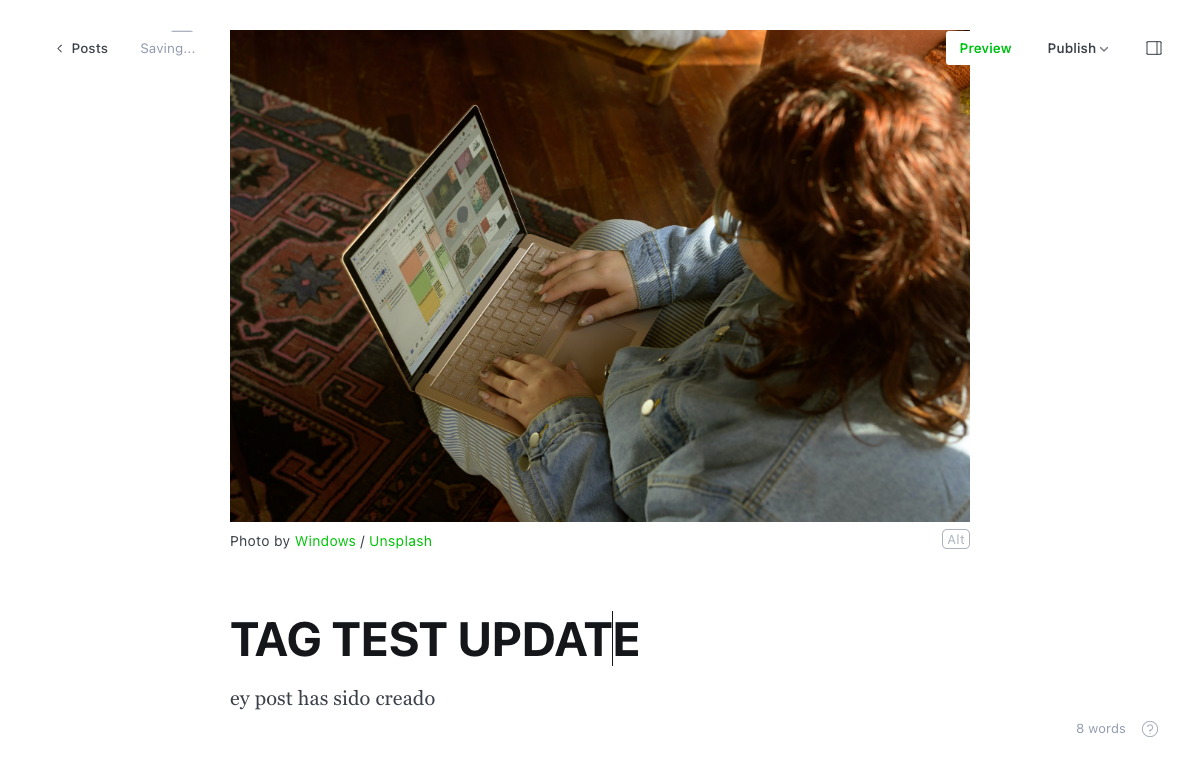 Posts
Saving...
Preview
Publish
Photo by Windows / Unsplash
Alt
TAG TEST UPDATE
ey post has sido creado
8 words
?